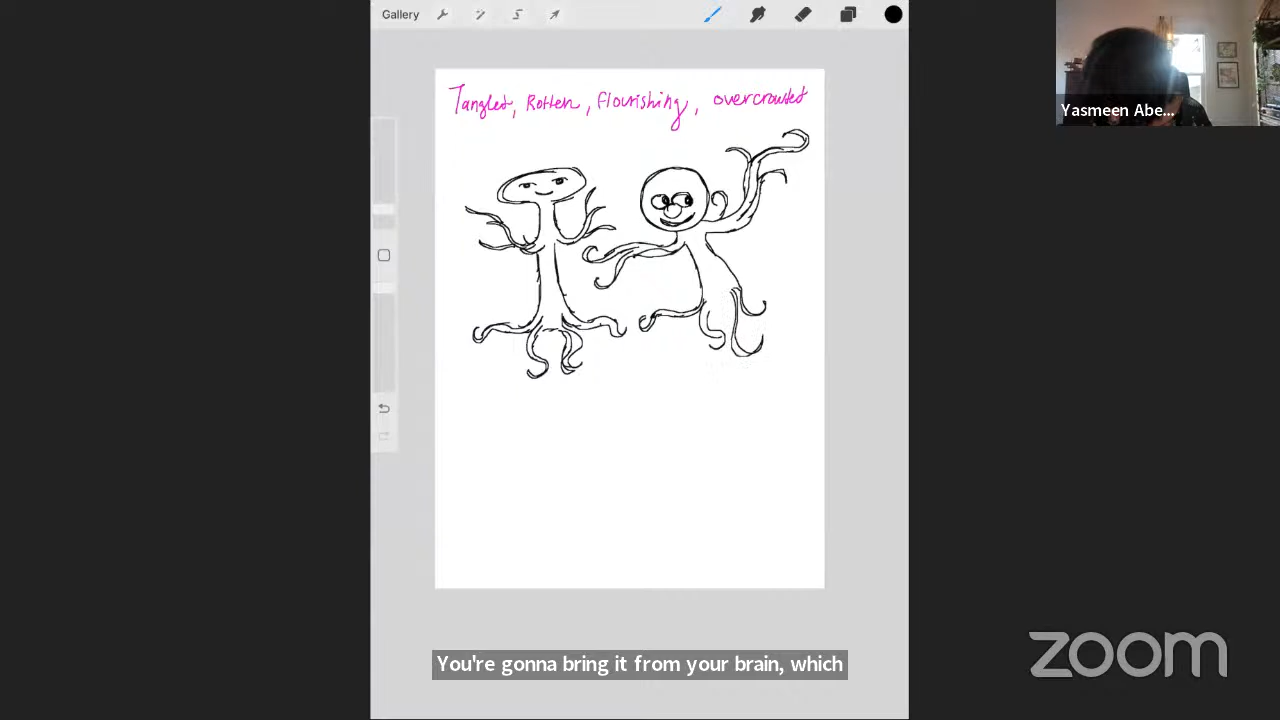 Gallery
Tangled, Rotten, Flourishing, overcrowded
Yasmeen Abe...
You're gonna bring it from your brain, which
zoom